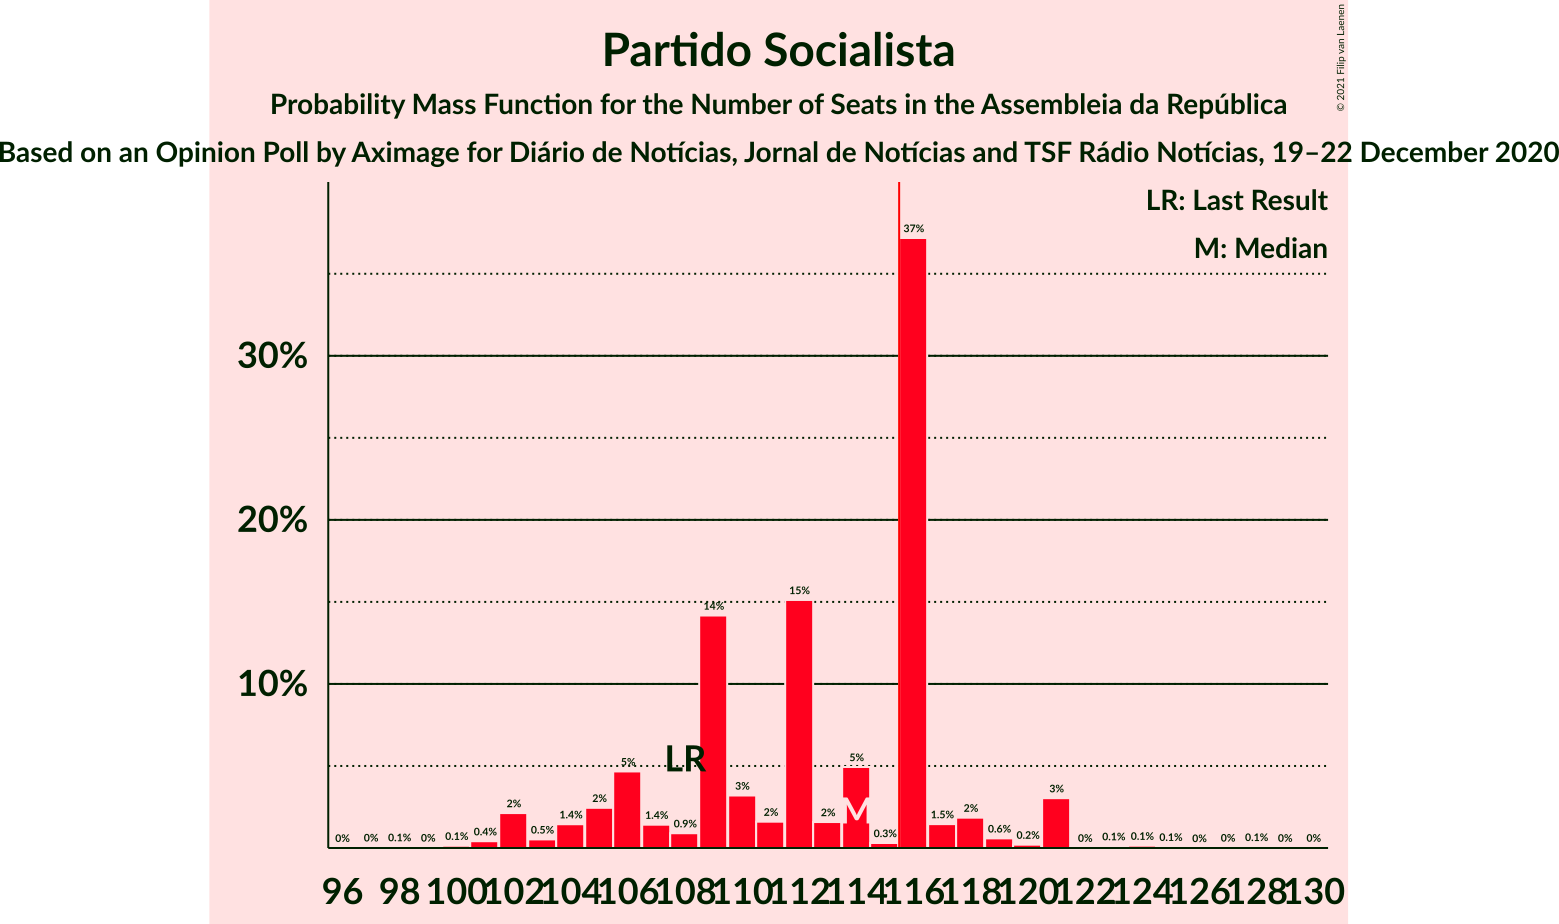 Partido Socialista
Probability Mass Function for the Number of Seats in the Assembleia da República
Based on an Opinion Poll by Aximage for Diário de Notícias, Jornal de Notícias and TSF Rádio Notícias, 19–22 December 2020
© 2021 Filip van Laenen
LR: Last Result
M: Median
37%
30%
20%
15%
14%
10%
LR
5%
5%
3%
M
3%
2%
2%
2%
2%
2%
1.4%
1.4%
1.5%
0.9%
0.4%
0.5%
0.3%
0.6%
0.2%
0% 0% 0.1% 0% 0.1%
0% 0.1% 0.1% 0.1% 0% 0% 0.1% 0% 0%
96 98 100 102 104 106 108 110 112 114 116 118 120 122 124 126 128 130